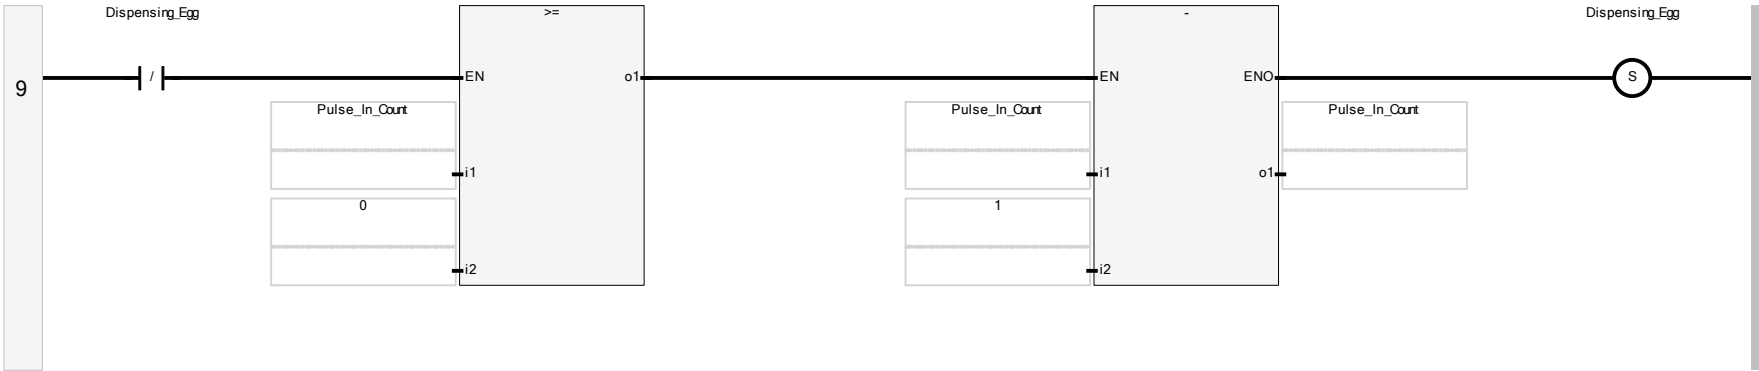 Dispensing_Egg
>=
-
Dispensing_Egg
9
/
EN
o1
EN
ENO
S
Pulse_In_Count
Pulse_In_Count
Pulse_In_Count
i1
i1
o1
0
1
i2
i2